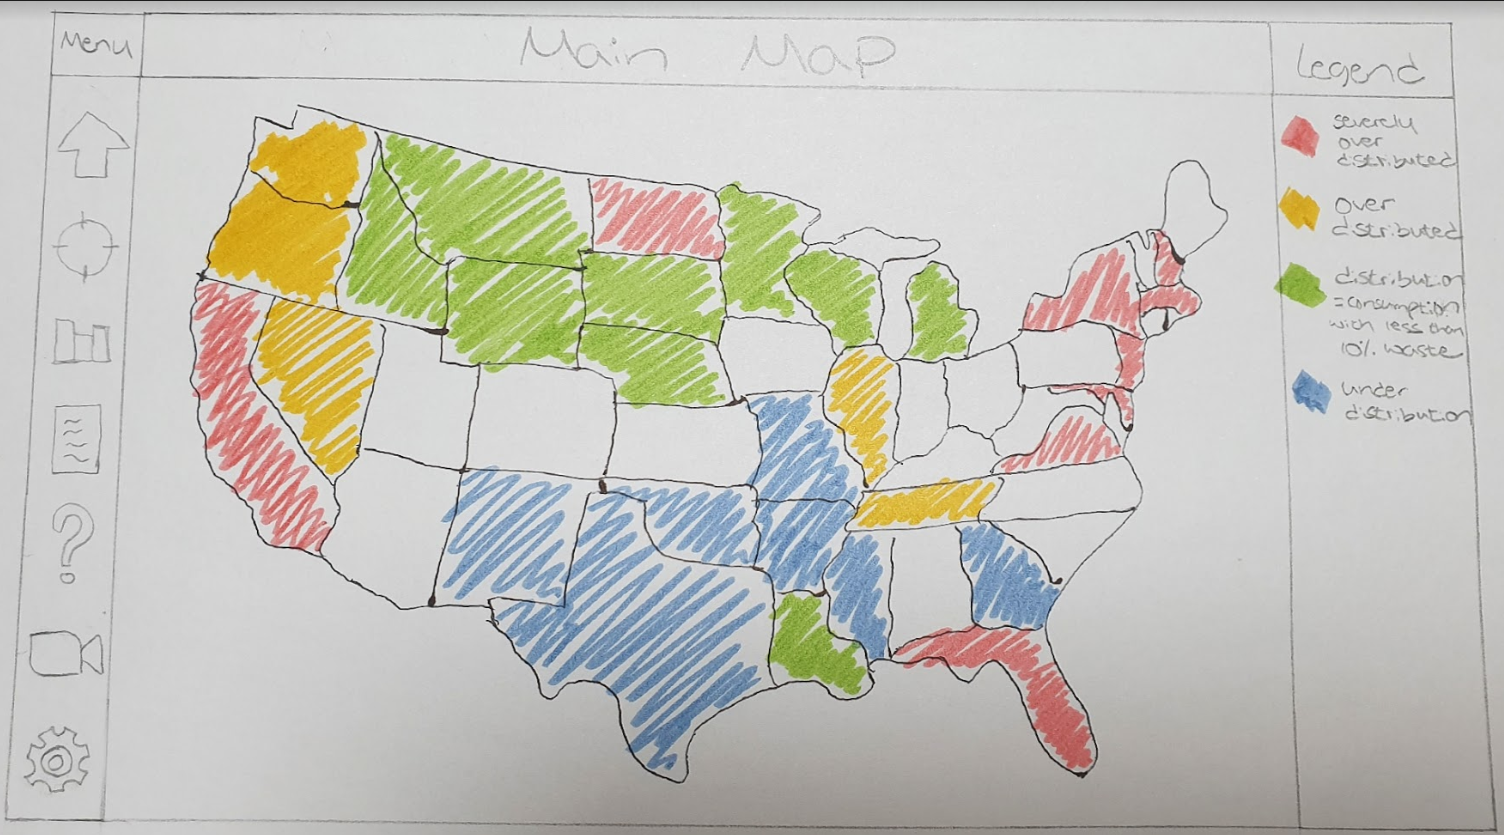 Menu
Main Map
Legend
severely
over
distributed
over
distributed
distribution
=consumption
with less than
10% waste
under
distribution
?